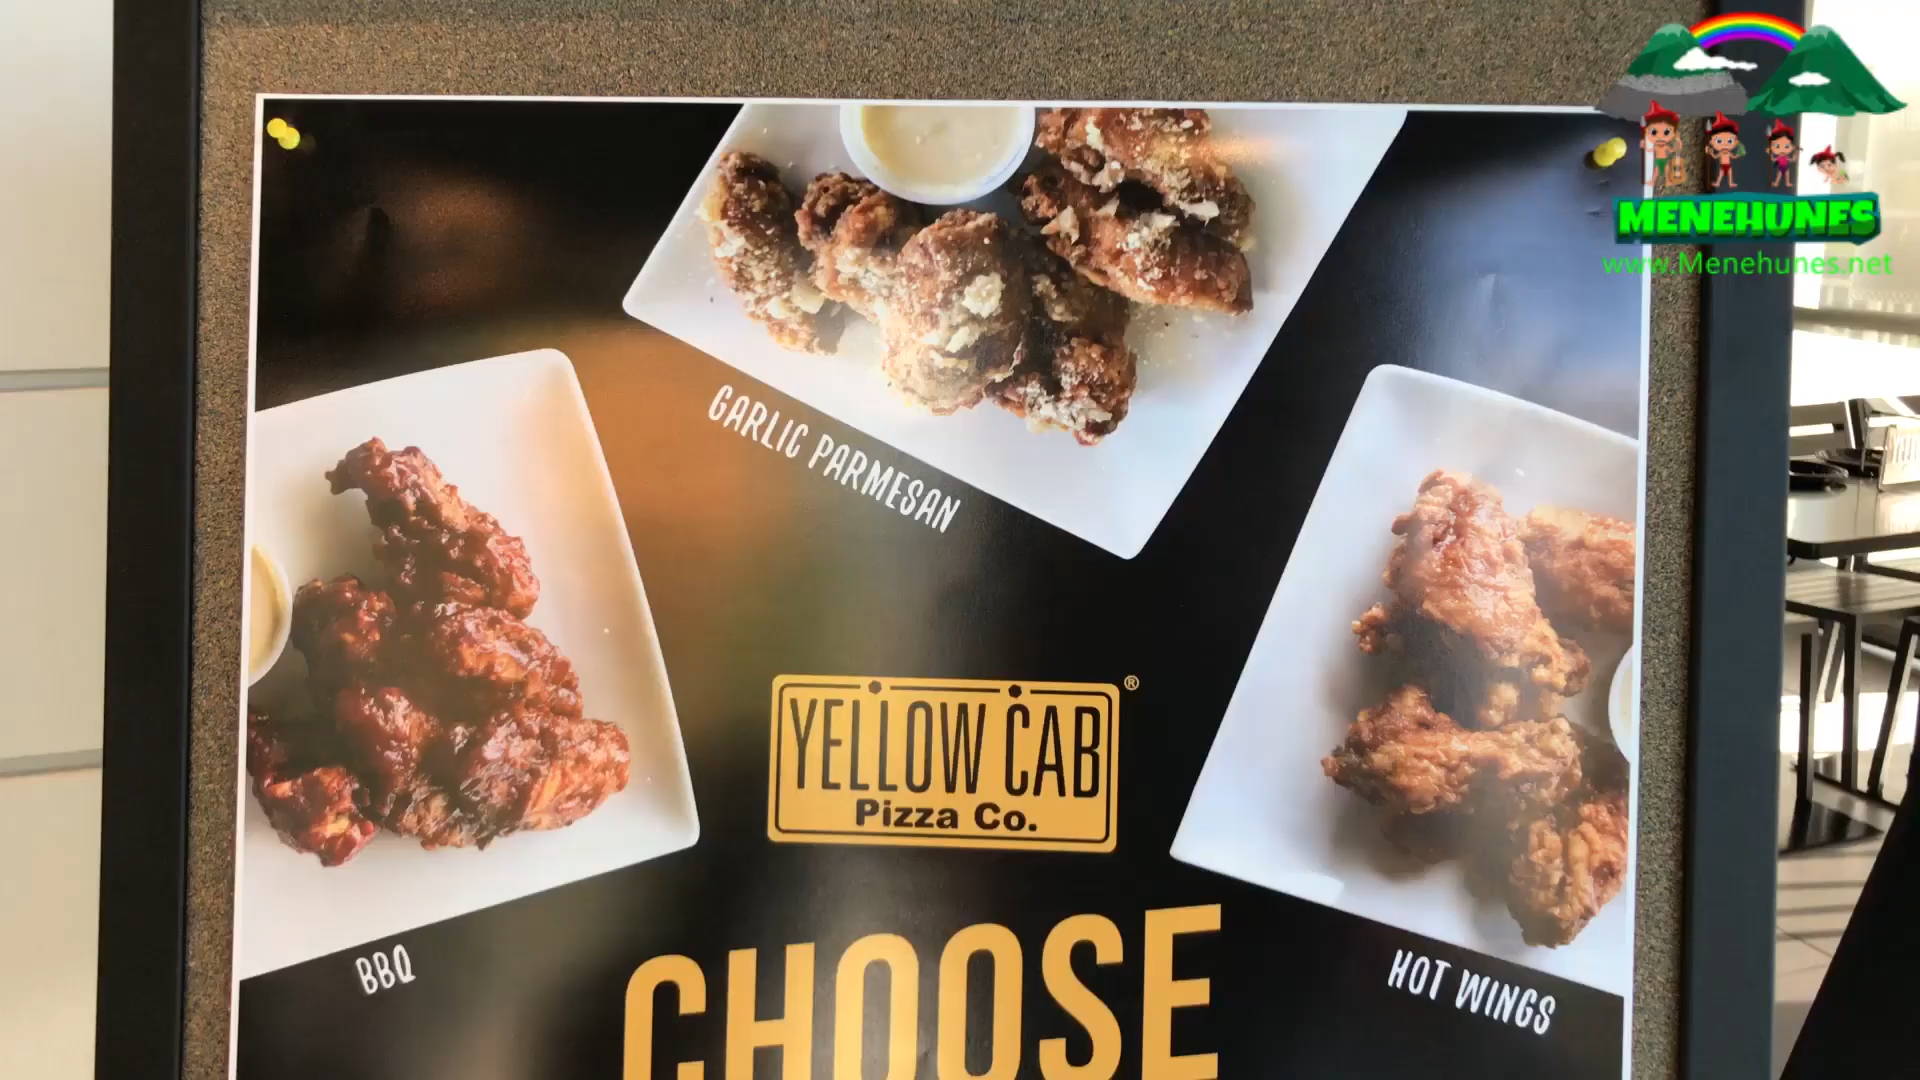 MENEHUNES
www.Menehunes.net
GARLIC PARMESAN
YELLOW CAB®
Pizza Co.
BBQ
HOT WINGS
CHOOSE